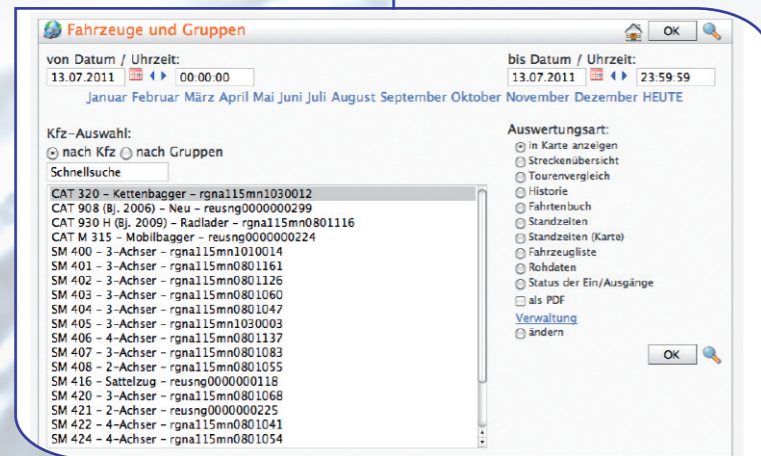 Fahrzeuge und Gruppen
OK
von Datum / Uhrzeit:
bis Datum / Uhrzeit:
13.07.2011 00:00:00
13.07.2011 23:59:59
Januar Februar März April Mai Juni Juli August September Oktober November Dezember HEUTE
Kfz-Auswahl:
nach Kfz nach Gruppen
Schnellsuche
CAT 320 - Kettenbagger - rgna115mn1030012
CAT 908 (Bj. 2006) - Neu - reusng0000000299
CAT 930 H (Bj. 2009) - Radlader - rgna115mn0801116
CAT M 315 - Mobilbagger - reusng0000000224
SM 400 - 3-Achser - rgna115mn1010014
SM 401 - 3-Achser - rgna115mn0801161
SM 402 - 3-Achser - rgna115mn0801126
SM 403 - 3-Achser - rgna115mn0801060
SM 404 - 3-Achser - rgna115mn0801047
SM 405 - 3-Achser - rgna115mn1030003
SM 406 - 4-Achser - rgna115mn0801137
SM 407 - 3-Achser - rgna115mn0801083
SM 408 - 2-Achser - rgna115mn0801055
SM 416 - Sattelzug - reusng0000000118
SM 420 - 3-Achser - rgna115mn0801068
SM 421 - 2-Achser - reusng0000000225
SM 422 - 4-Achser - rgna115mn0801041
SM 424 - 4-Achser - rgna115mn0801054
Auswertungsart:
in Karte anzeigen
Streckenübersicht
Tourenvergleich
Historie
Fahrtenbuch
Standzeiten
Standzeiten (Karte)
Fahrzeugliste
Rohdaten
Status der Ein/Ausgänge
als PDF
Verwaltung
ändern
OK